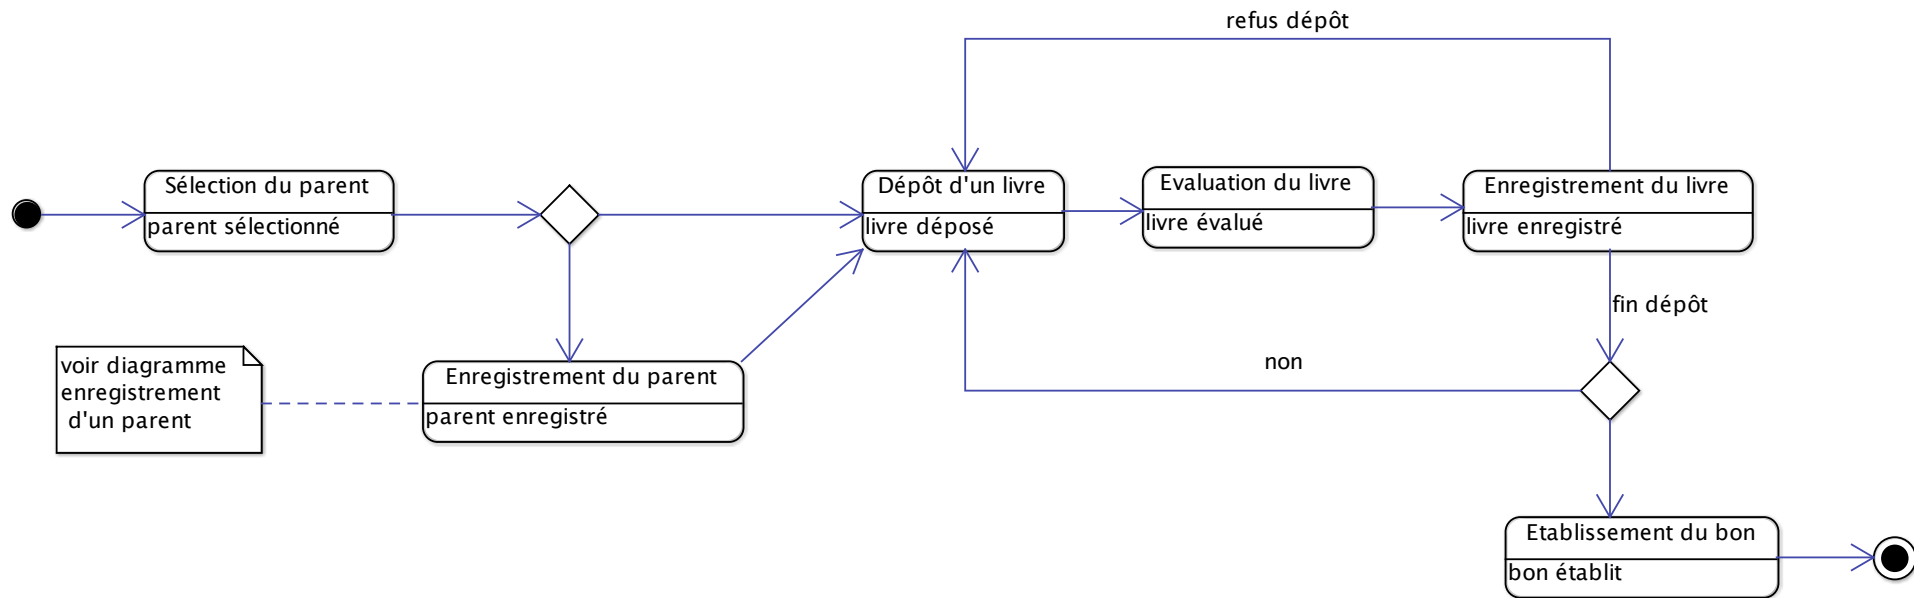 refus dépôt
Sélection du parent
parent sélectionné
Dépôt d'un livre
livre déposé
Evaluation du livre
livre évalué
Enregistrement du livre
livre enregistré
fin dépôt
non
voir diagramme
enregistrement
d'un parent
Enregistrement du parent
parent enregistré
Etablissement du bon
bon établit